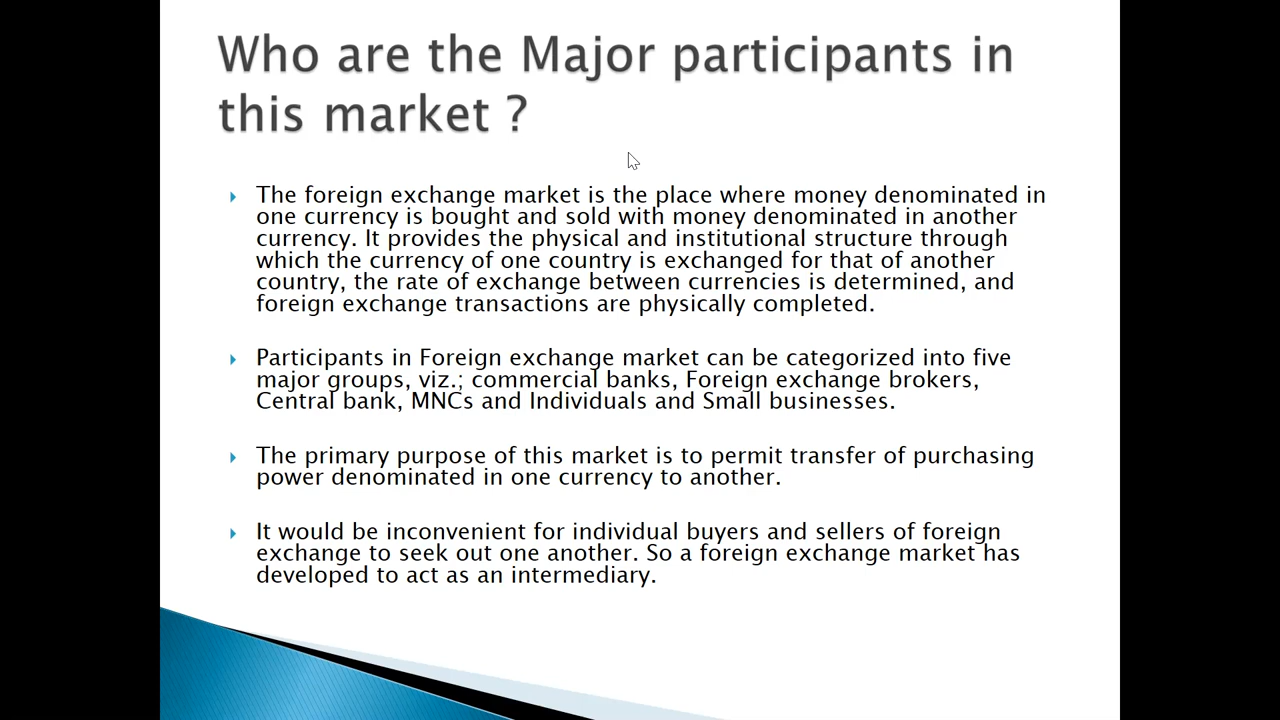 Who are the Major participants in
this market ?
The foreign exchange market is the place where money denominated in
one currency is bought and sold with money denominated in another
currency. It provides the physical and institutional structure through
which the currency of one country is exchanged for that of another
country, the rate of exchange between currencies is determined, and
foreign exchange transactions are physically completed.
Participants in Foreign exchange market can be categorized into five
major groups, viz.; commercial banks, Foreign exchange brokers,
Central bank, MNCs and Individuals and Small businesses.
The primary purpose of this market is to permit transfer of purchasing
power denominated in one currency to another.
It would be inconvenient for individual buyers and sellers of foreign
exchange to seek out one another. So a foreign exchange market has
developed to act as an intermediary.